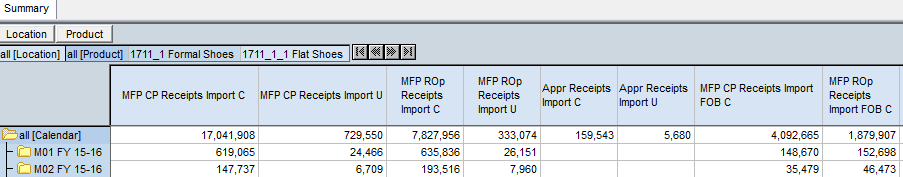 Summary
Location Product
all [Location] all [Product] 1711_1 Formal Shoes 1711_1_1 Flat Shoes
MFP CP Receipts Import C MFP CP Receipts Import U MFP ROp Receipts Import C MFP ROp Receipts Import U Appr Receipts Import C Appr Receipts Import U MFP CP Receipts Import FOB C MFP ROp Receipts Import FOB C
all [Calendar] 17,041,908 729,550 7,827,956 333,074 159,543 5,680 4,092,665 1,879,907
M01 FY 15-16 619,065 24,466 635,836 26,151 148,670 152,698
M02 FY 15-16 147,737 6,709 193,516 7,960 35,479 46,473